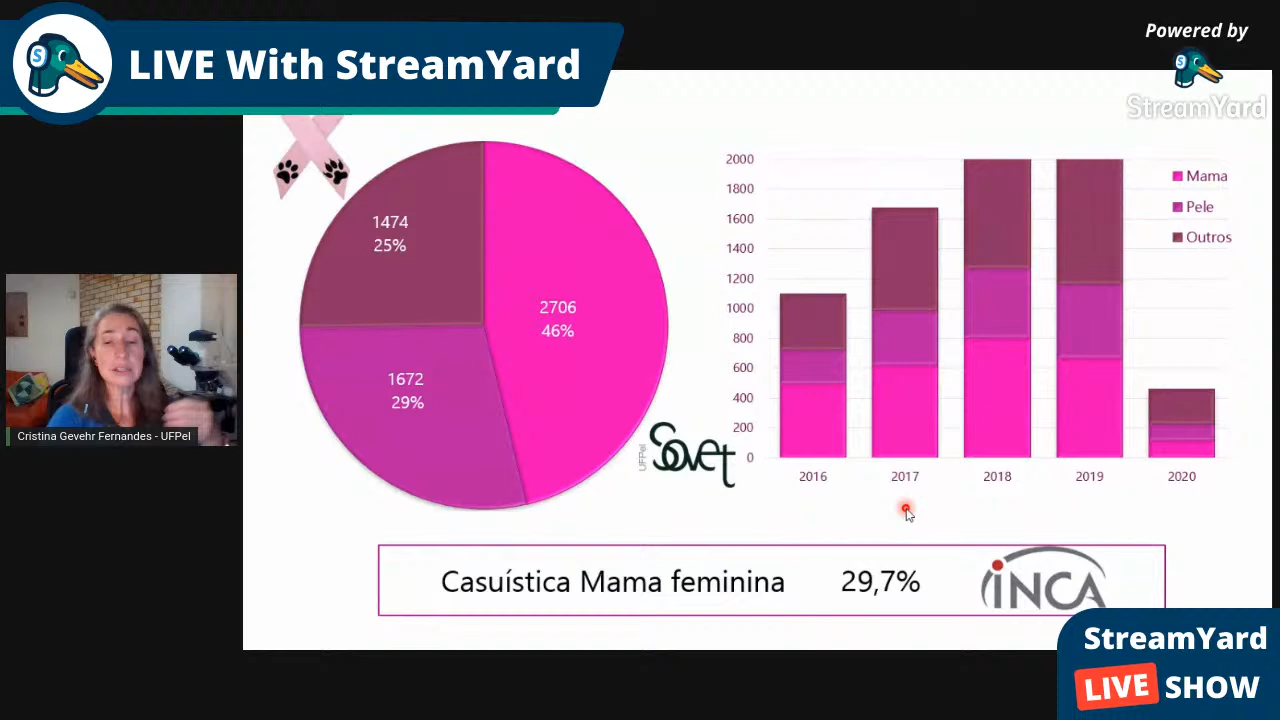 LIVE With StreamYard
Powered by
StreamYard
1474
25%
2706
46%
1672
29%
2000
1800
1600
1400
1200
1000
800
600
400
200
0
2016
2017
2018
2019
2020
Mama
Pele
Outros
UFPel
Sovet
Cristina Gevehr Fernandes - UFPel
Casuística Mama feminina 29,7%
INCA
StreamYard
LIVE SHOW